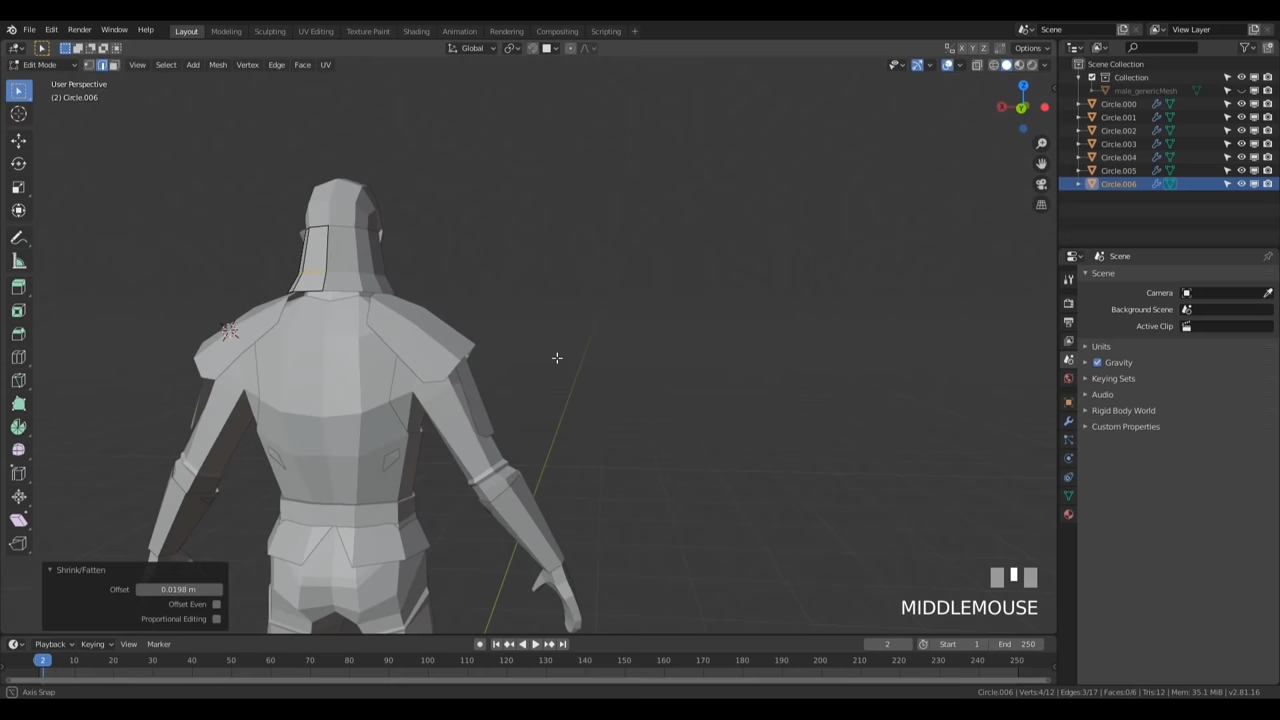 File Edit Render Window Help Layout Modeling Sculpting UV Editing Texture Paint Shading Animation Rendering Compositing Scripting + Scene View Layer
Global X Y Z Options
Edit Mode View Select Add Mesh Vertex Edge Face UV
User Perspective
(2) Circle.006
Z
X
Y
Scene Collection
Collection
male_genericMesh
Circle.000
Circle.001
Circle.002
Circle.003
Circle.004
Circle.005
Circle.006
Scene
Scene
Camera
Background Scene
Active Clip
Units
Gravity
Keying Sets
Audio
Rigid Body World
Custom Properties
Shrink/Fatten
Offset 0.0198 m
Offset Even
Proportional Editing
MIDDLEMOUSE
Playback Keying View Marker 2 Start 1 End 250
2 10 20 30 40 50 60 70 80 90 100 110 120 130 140 150 160 170 180 190 200 210 220 230 240 250
Axis Snap
Circle.006 | Verts:4/12 | Edges:3/17 | Faces:0/6 | Tris:12 | Mem: 35.1 MiB | v2.81.16